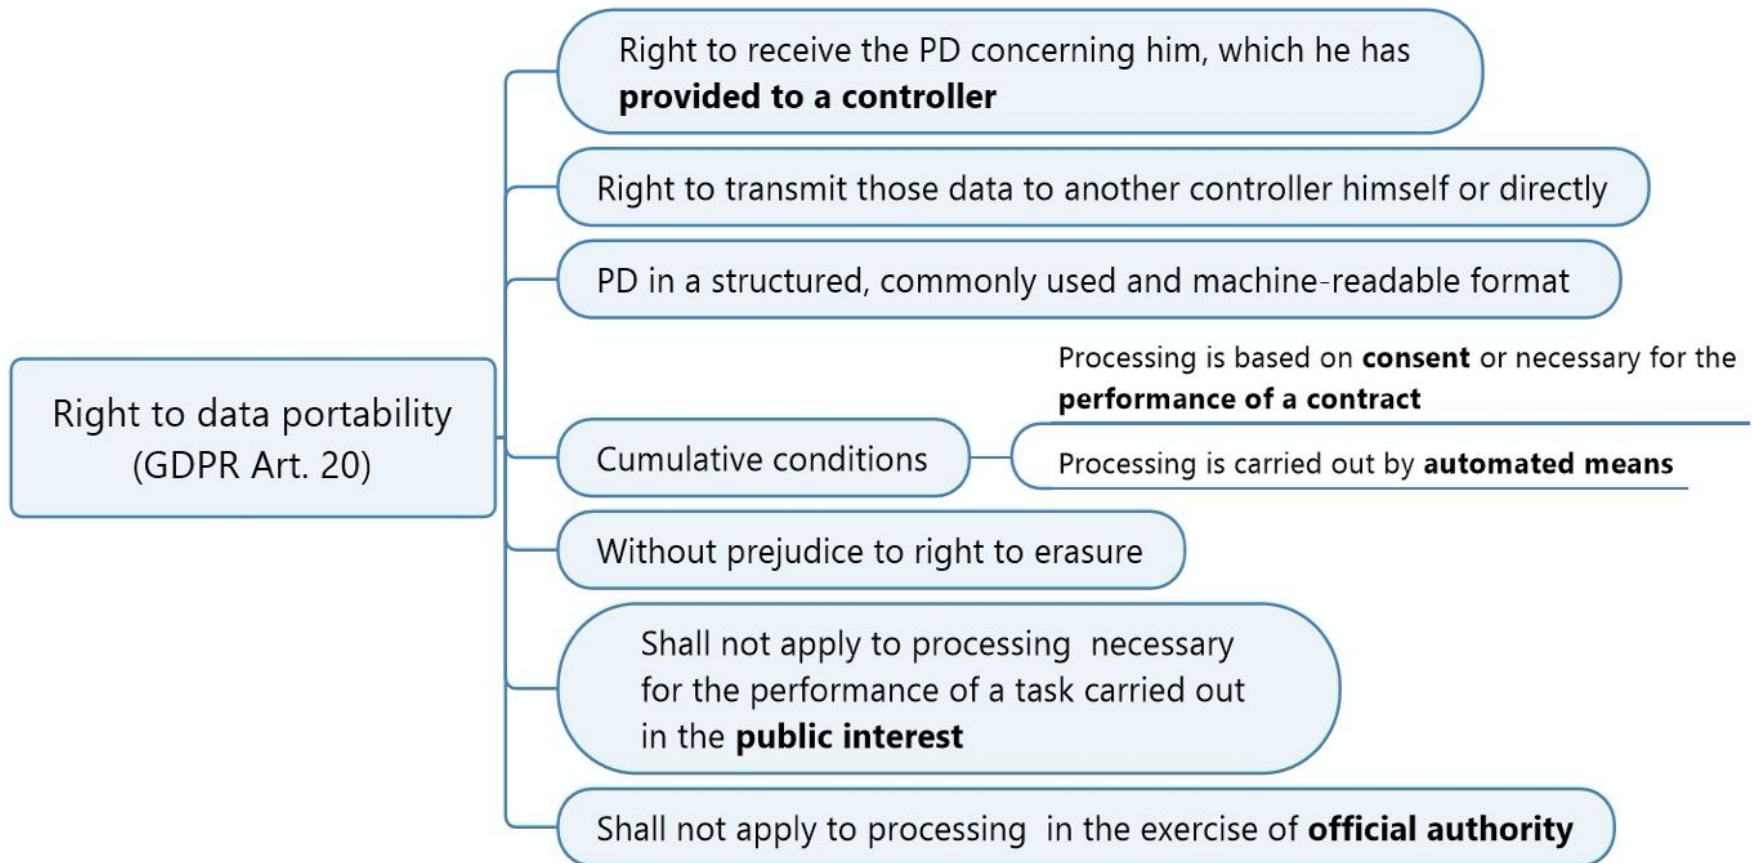 Right to data portability
(GDPR Art. 20)
Right to receive the PD concerning him, which he has
provided to a controller
Right to transmit those data to another controller himself or directly
PD in a structured, commonly used and machine-readable format
Cumulative conditions
Processing is based on consent or necessary for the
performance of a contract
Processing is carried out by automated means
Without prejudice to right to erasure
Shall not apply to processing  necessary
for the performance of a task carried out
in the public interest
Shall not apply to processing  in the exercise of official authority